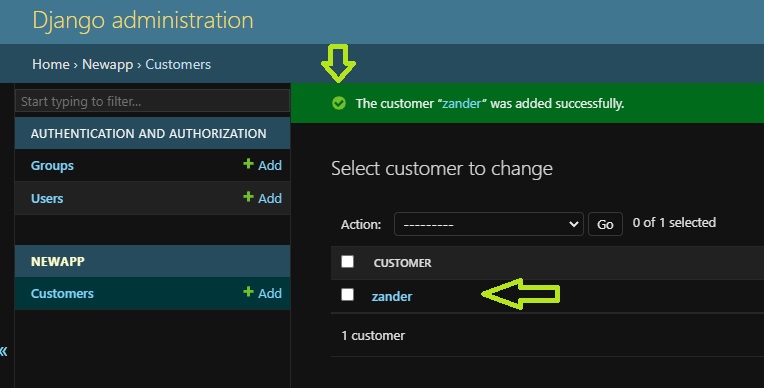 Django administration
Home › Newapp › Customers
Start typing to filter...
AUTHENTICATION AND AUTHORIZATION
Groups + Add
Users + Add
NEWAPP
Customers + Add
«
The customer “zander” was added successfully.
Select customer to change
Action: --------- Go 0 of 1 selected
CUSTOMER
zander
1 customer